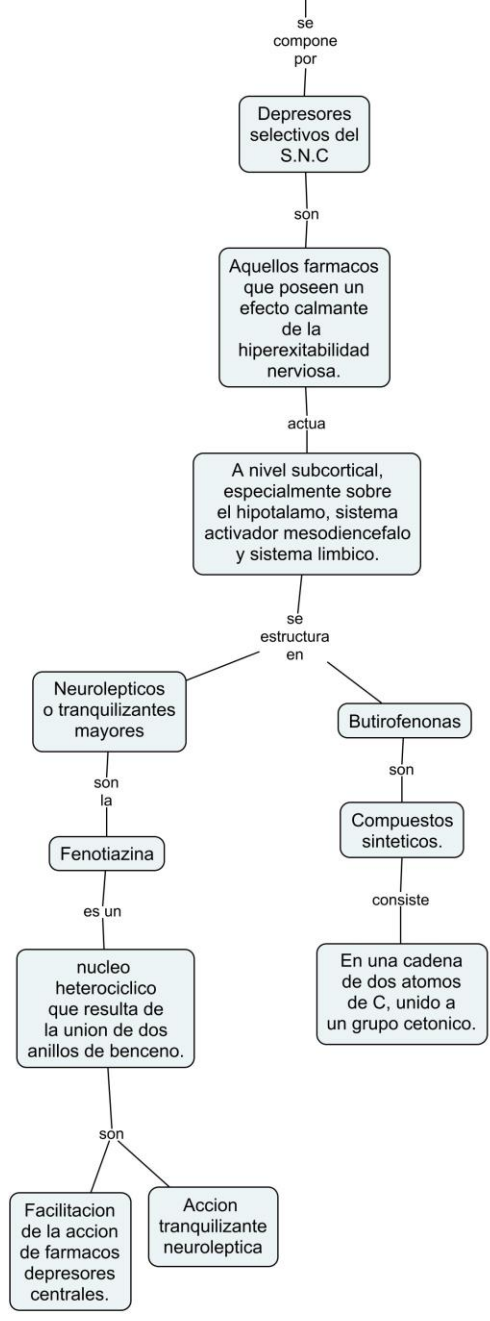 se
compone
por
Depresores
selectivos del
S.N.C
son
Aquellos farmacos
que poseen un
efecto calmante
de la
hiperexitabilidad
nerviosa.
actua
A nivel subcortical,
especialmente sobre
el hipotalamo, sistema
activador mesodiencefalo
y sistema limbico.
se
estructura
en
Neurolepticos
o tranquilizantes
mayores
son
la
Fenotiazina
es un
nucleo
heterociclico
que resulta de
la union de dos
anillos de benceno.
son
Facilitacion
de la accion
de farmacos
depresores
centrales.
Accion
tranquilizante
neuroleptica
Butirofenonas
son
Compuestos
sinteticos.
consiste
En una cadena
de dos atomos
de C, unido a
un grupo cetonico.